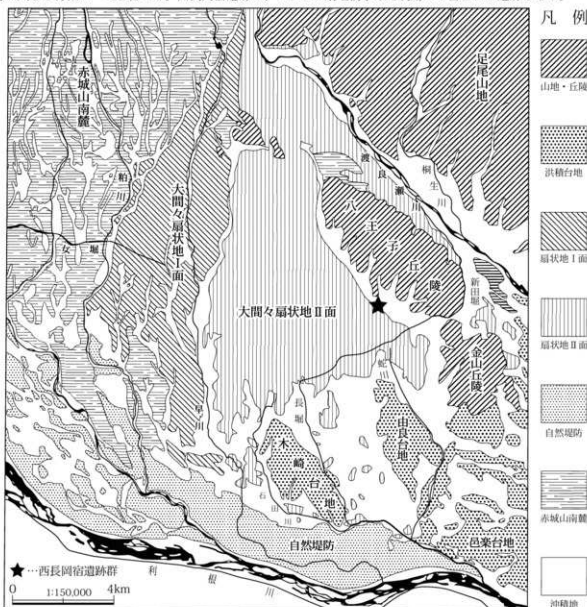 凡 例
山地・丘陵
洪積台地
扇状地Ⅰ面
扇状地Ⅱ面
自然堤防
赤城山南麓
沖積地
赤城山南麓
粕川
女堀
大間々扇状地Ⅰ面
早川
大間々扇状地Ⅱ面
足尾山地
桐生川
渡良瀬川
八王子丘陵
新田堀
金山丘陵
蛇川
長堀
由良台地
木崎台地
石田川
自然堤防
邑楽台地
利根川
★…西長岡宿遺跡群
0 1:150,000 4km